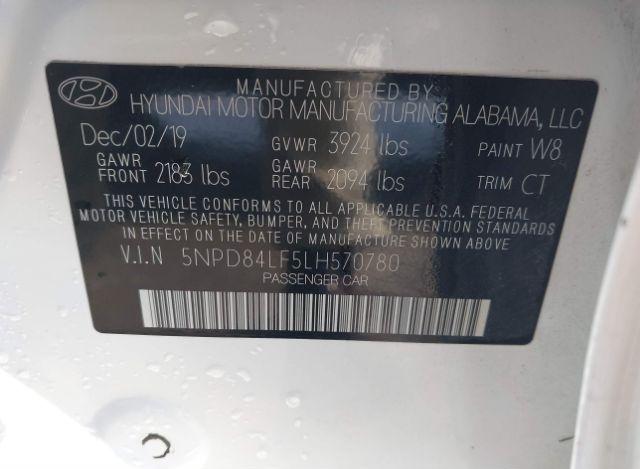 MANUFACTURED BY
HYUNDAI MOTOR MANUFACTURING ALABAMA, LLC
Dec/02/19 GVWR 3924 lbs PAINT W8
GAWR FRONT 2183 lbs GAWR REAR 2094 lbs TRIM CT
THIS VEHICLE CONFORMS TO ALL APPLICABLE U.S.A. FEDERAL
MOTOR VEHICLE SAFETY, BUMPER, AND THEFT PREVENTION STANDARDS
IN EFFECT ON THE DATE OF MANUFACTURE SHOWN ABOVE.
V.I.N 5NPD84LF5LH570780
PASSENGER CAR